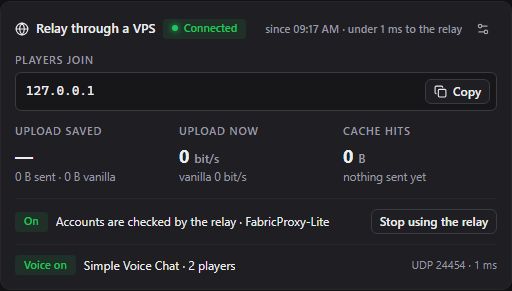 Relay through a VPS
Connected
since 09:17 AM · under 1 ms to the relay
PLAYERS JOIN
127.0.0.1
Copy
UPLOAD SAVED
UPLOAD NOW
CACHE HITS
—
0 bit/s
0 B
0 B sent · 0 B vanilla
vanilla 0 bit/s
nothing sent yet
On
Accounts are checked by the relay · FabricProxy-Lite
Stop using the relay
Voice on
Simple Voice Chat · 2 players
UDP 24454 · 1 ms